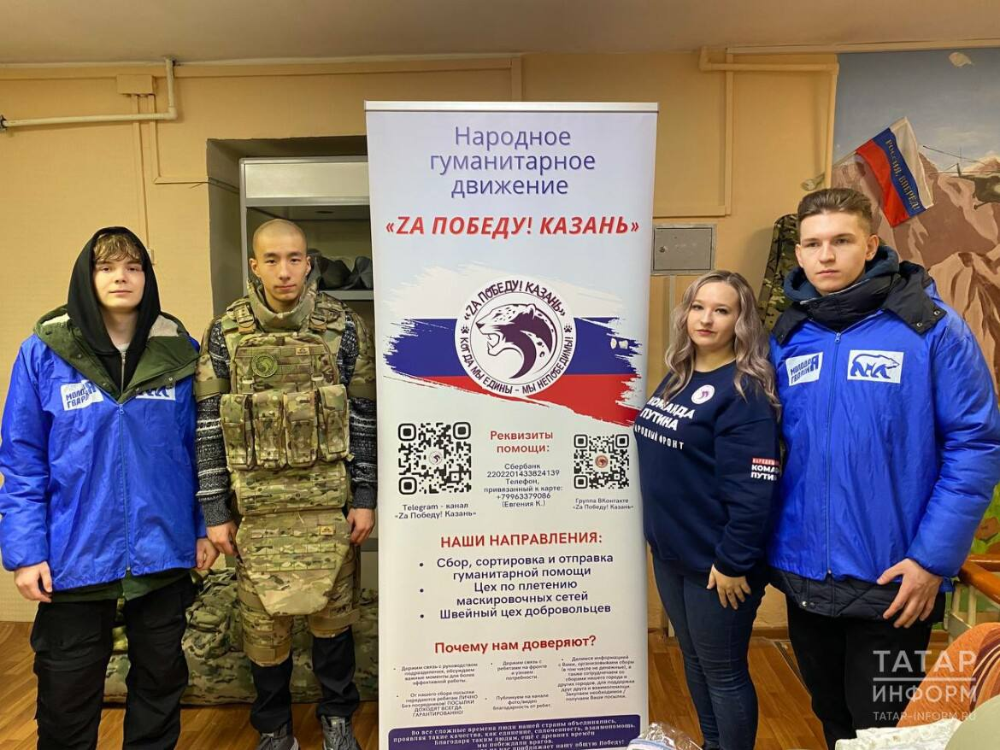 Народное
гуманитарное
движение
«ZA ПОБЕДУ! КАЗАНЬ»
«ZA ПОБЕДУ! КАЗАНЬ»
КОГДА МЫ ЕДИНЫ - МЫ НЕПОБЕДИМЫ!
Реквизиты
помощи:
Сбербанк
2202201433824139
Телефон,
привязанный к карте:
+79963379086
(Евгения К.)
Telegram - канал
«Za Победу! Казань»
Группа ВКонтакте
«Za Победу! Казань»
НАШИ НАПРАВЛЕНИЯ:
• Сбор, сортировка и отправка
гуманитарной помощи
• Цех по плетению
маскировочных сетей
• Швейный цех добровольцев
Почему нам доверяют?
• Держим связь с руководством
подразделения, обсуждаем
важные моменты для более
эффективной работы.
• От нашего сбора посылки
передаются ребятам ЛИЧНО
Без посредников! ПОСЫЛКИ
ДОХОДЯТ ВСЕГДА
ГАРАНТИРОВАННО!
• Держим связь с
ребятами на фронте
и узнаем
потребности.
• Публикуем на канале
фото/видео
благодарность от ребят.
• Делимся информацией
с Вами, организовываем сборы
(в том числе не денежные), а
также сотрудничаем со
сборами нашего города и
других городов, для поддержки
друг друга и взаимопомощи.
Закупаем необходимое /
получаем Ваши посылки.
Во все сложные времена люди нашей страны объединялись,
проявляя такие качества, как единение, сплоченность, взаимопомощь.
Благодаря таким людям, ещё с древних времён
мы побеждали врагов.
нас приближает нашу общую Победу!
МОЛОДАЯ
ГВАРДИЯ
КОМАНДА
ПУТИНА
НАРОДНЫЙ ФРОНТ
КОМАНДА
ПУТИНА
МОЛОДАЯ
ГВАРДИЯ
РОССИЯ, ВПЕРЁД!
ТАТАР
ИНФОРМ
TATAR-INFORM.RU